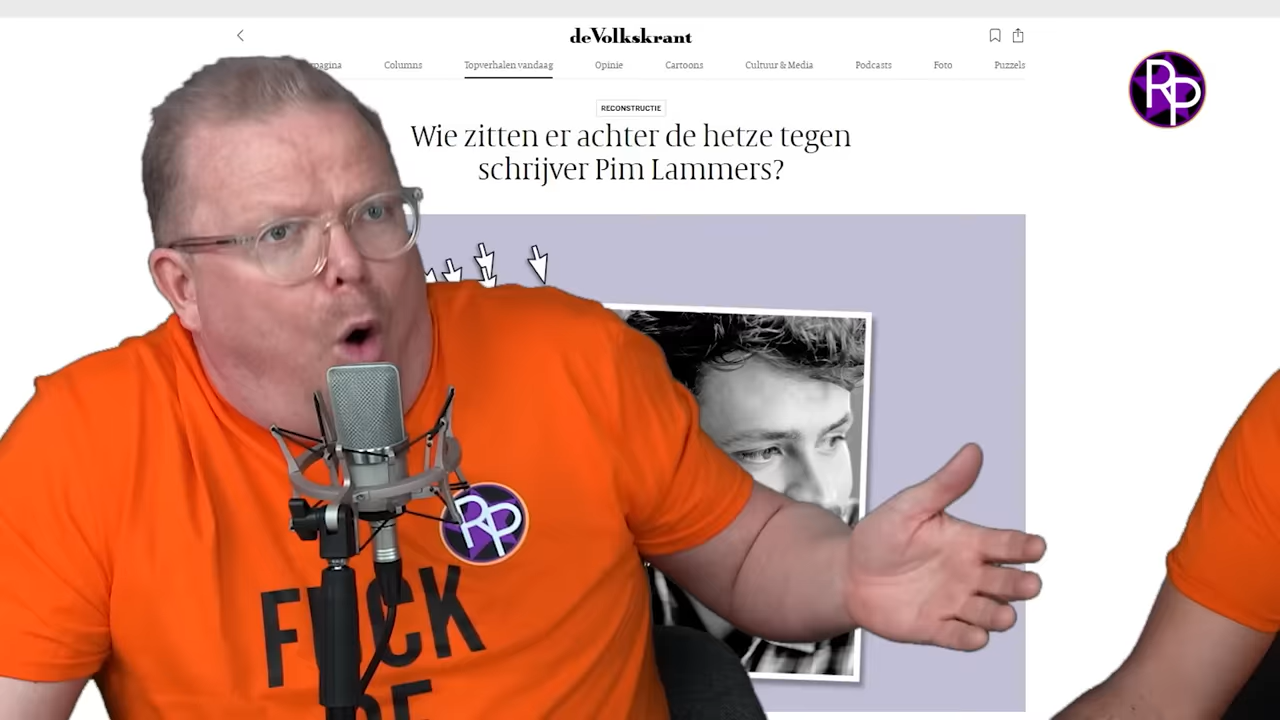 deVolkskrant
Columns
Topverhalen vandaag
Opinie
Cartoons
Cultuur & Media
Podcasts
Foto
Puzzels
RECONSTRUCTIE
Wie zitten er achter de hetze tegen
schrijver Pim Lammers?
RP
RP
FUCK